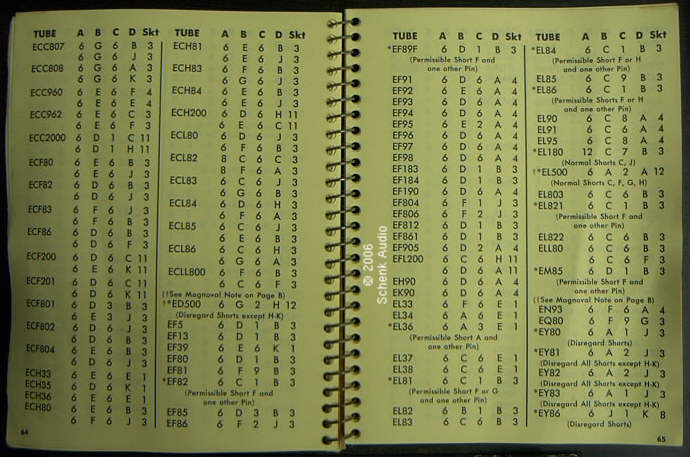 TUBE A B C D Skt
ECC807 6 G 6 B 3
6 G 6 J 3
ECC808 6 G 6 A 3
6 G 6 K 3
ECC960 6 E 6 F 4
6 E 6 E 4
ECC962 6 E 6 C 3
6 E 6 F 3
ECC2000 6 D 1 C 11
6 D 1 H 11
ECF80 6 E 6 B 3
6 E 6 J 3
ECF82 6 D 6 B 3
6 D 6 J 3
ECF83 6 F 6 J 3
6 F 6 B 3
ECF86 6 D 6 B 3
6 D 6 F 3
ECF200 6 D 6 C 11
6 E 6 K 11
ECF201 6 D 6 C 11
6 D 6 K 11
ECF801 6 D 3 B 3
6 E 3 J 3
ECF802 6 D 6 J 3
6 D 6 B 3
ECF804 6 E 6 B 3
6 E 6 J 3
ECH33 6 E 6 E 1
ECH35 6 D 6 K 1
ECH36 6 E 6 E 1
ECH80 6 E 6 B 3
6 F 6 J 3
64
TUBE A B C D Skt
ECH81 6 E 6 B 3
6 E 6 J 3
ECH83 6 F 6 B 3
6 G 6 J 3
ECH84 6 E 6 B 3
6 E 6 J 3
ECH200 6 D 6 H 11
6 E 6 C 11
ECL80 6 D 6 J 3
6 F 6 B 3
ECL82 8 C 6 C 3
8 F 6 A 3
ECL83 6 C 6 J 3
6 G 6 B 3
ECL84 6 D 6 H 3
6 F 6 A 3
ECL85 6 C 6 J 3
6 E 6 B 3
ECL86 6 C 6 H 3
6 G 6 A 3
ECLL800 6 F 6 B 3
6 C 6 F 3
(†See Magnoval Note on Page 8)
†*ED500 6 G 2 H 12
(Disregard Shorts except H-K)
EF5 6 D 1 B 3
EF13 6 D 1 B 3
EF39 6 E 6 K 1
EF80 6 D 1 B 3
EF81 6 F 9 B 3
*EF82 6 C 1 B 3
(Permissible Short F and
one other Pin)
EF85 6 D 3 B 3
EF86 6 F 2 J 3
TUBE A B C D Skt
*EF89F 6 D 1 B 3
(Permissible Short F and
one other Pin)
EF91 6 D 6 A 4
EF92 6 E 6 A 4
EF93 6 D 6 A 4
EF94 6 D 6 A 4
EF95 6 E 2 A 4
EF96 6 D 6 A 4
EF97 6 D 6 A 4
EF98 6 D 6 A 4
EF183 6 D 1 B 3
EF184 6 D 1 B 3
EF190 6 D 6 A 4
EF804 6 F 1 J 3
EF806 6 F 2 J 3
EF812 6 D 1 B 3
EF861 6 D 1 B 3
EF905 6 D 2 A 4
EFL200 6 C 6 H 11
6 D 6 A 11
EH90 6 D 6 A 4
EK90 6 D 6 A 4
EL33 6 F 6 E 1
EL34 6 A 6 E 1
*EL36 6 A 3 E 1
(Permissible Short A and
one other Pin)
EL37 6 C 6 E 1
EL38 6 C 6 E 1
*EL81 6 C 1 B 3
(Permissible Short F or G
and one other Pin)
EL82 6 B 1 B 3
EL83 6 C 6 B 3
TUBE A B C D Skt
*EL84 6 C 1 B 3
(Permissible Short F or H
and one other Pin)
EL85 6 C 9 B 3
*EL86 6 C 1 B 3
(Permissible Shorts F or H
and one other Pin)
EL90 6 C 8 A 4
EL91 6 C 6 A 4
EL95 6 C 8 A 4
*EL180 12 C 7 B 3
(Normal Shorts C, J)
†*EL500 6 A 2 A 12
(Normal Shorts C, F, G, H)
EL803 6 C 6 B 3
*EL821 6 C 1 B 3
(Permissible Short F and
one other Pin)
EL822 6 C 6 B 3
ELL80 6 C 6 B 3
6 C 6 F 3
*EM85 6 D 1 B 3
(Permissible Short F and
one other Pin)
(†See Magnoval Note on Page 8)
EN93 6 F 6 A 4
EQ80 6 F 9 G 3
*EY80 6 A 1 J 3
(Disregard Shorts)
*EY81 6 A 2 J 3
(Disregard All Shorts except H-K)
EY82 6 A 2 J 3
(Disregard All Shorts except H-K)
*EY83 6 A 1 J 3
(Disregard All Shorts except H-K)
*EY86 6 J 1 K 8
(Disregard Shorts)
65
© 2006
Schenk Audio